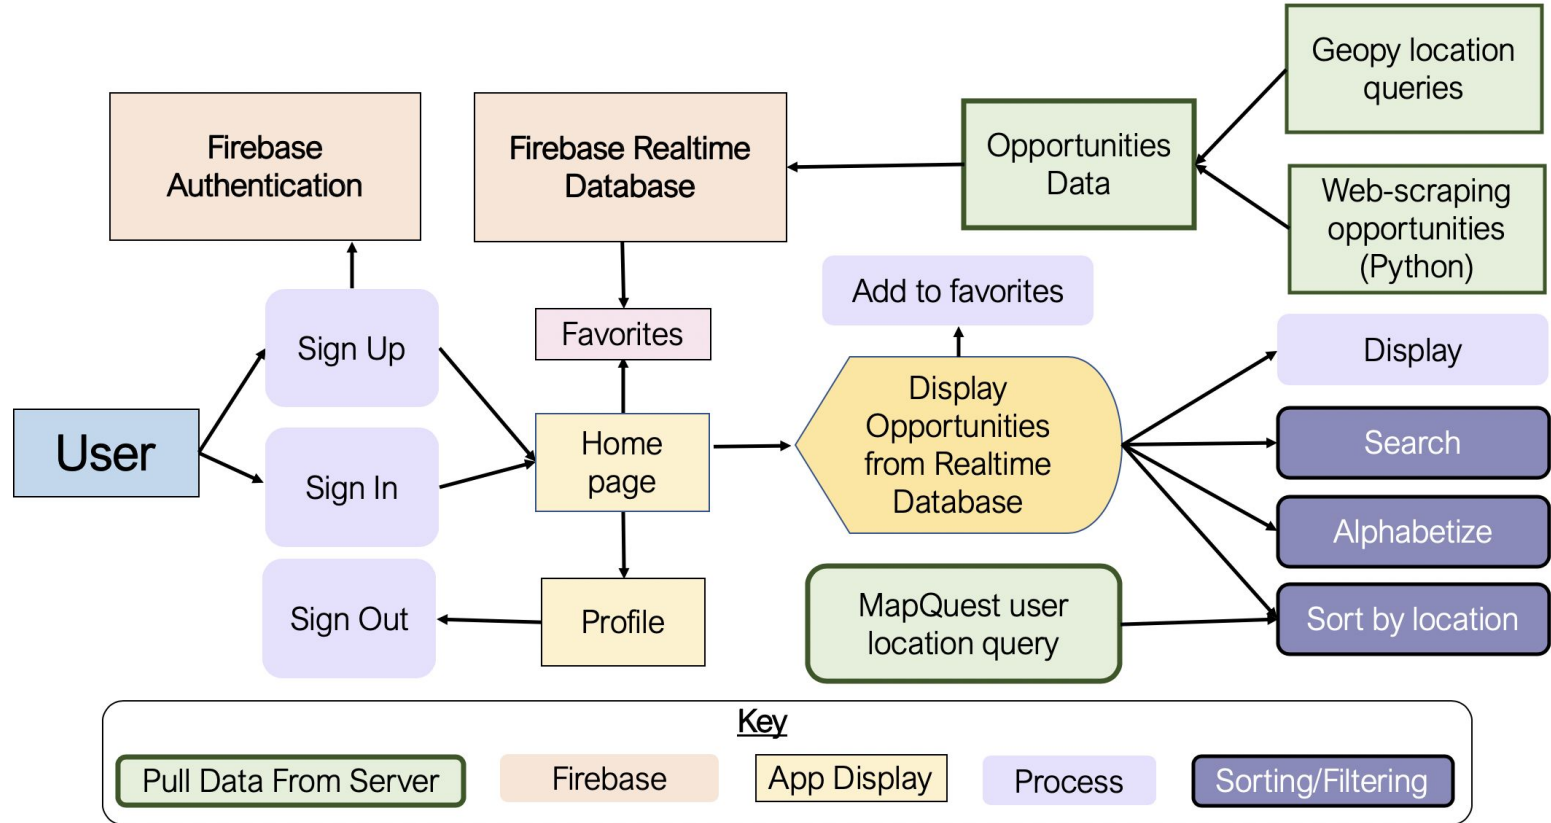 Geopy location
queries
Firebase
Authentication
Firebase Realtime
Database
Opportunities
Data
Web-scraping
opportunities
(Python)
Add to favorites
Sign Up
Favorites
Display
User
Sign In
Home
page
Display
Opportunities
from Realtime
Database
Search
Alphabetize
Sign Out
Profile
MapQuest user
location query
Sort by location
Key
Pull Data From Server
Firebase
App Display
Process
Sorting/Filtering